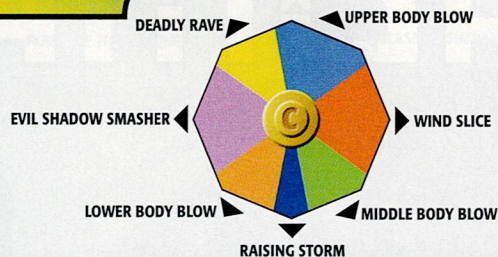 DEADLY RAVE
UPPER BODY BLOW
EVIL SHADOW SMASHER
C
WIND SLICE
LOWER BODY BLOW
MIDDLE BODY BLOW
RAISING STORM